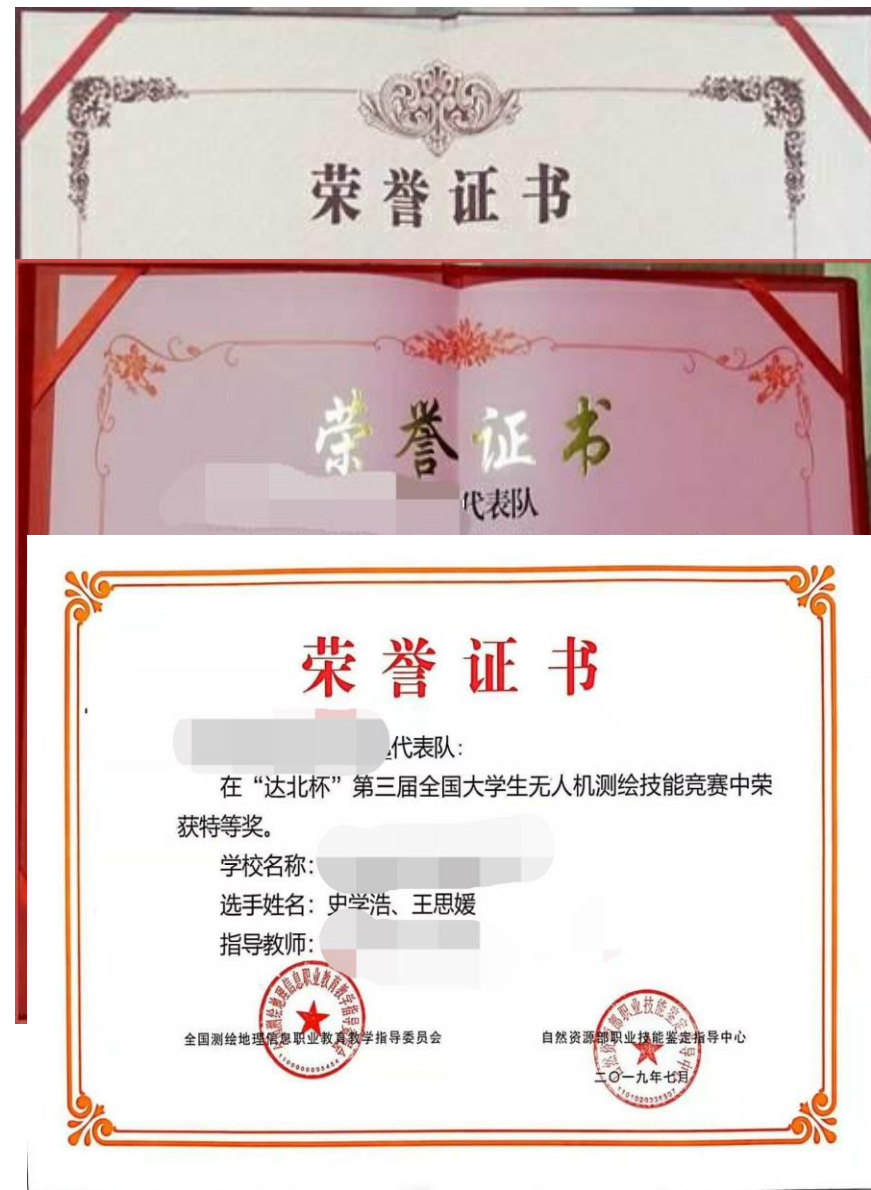 荣誉证书
荣誉证书
代表队
荣誉证书
代表队：
在“达北杯”第三届全国大学生无人机测绘技能竞赛中荣
获特等奖。
学校名称：
选手姓名：史学浩、王思媛
指导教师：
全国测绘地理信息职业教育教学指导委员会
自然资源部职业技能鉴定指导中心
二〇一九年七月